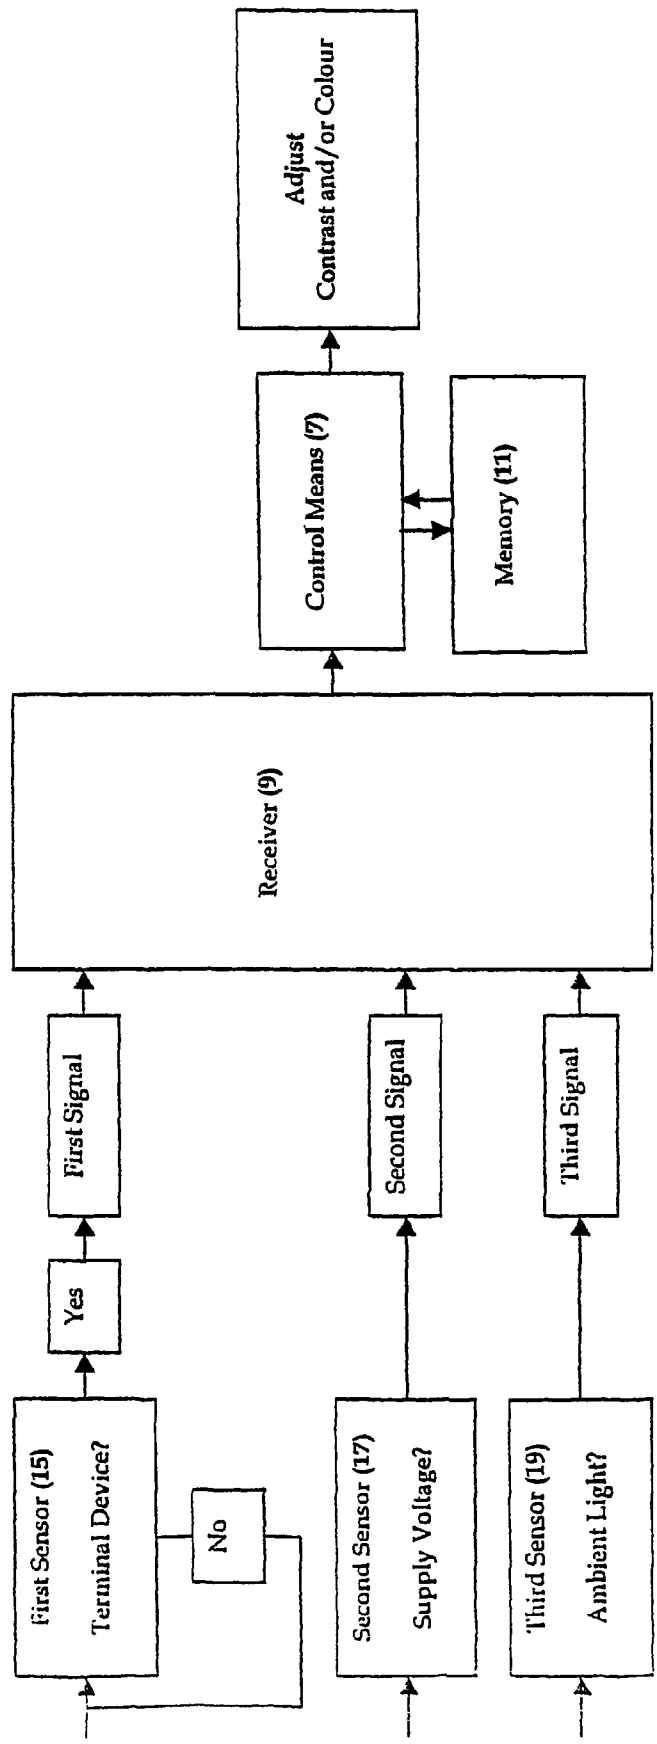 First Sensor (15)
Terminal Device?
No
Yes
First Signal
Second Sensor (17)
Supply Voltage?
Second Signal
Third Sensor (19)
Ambient Light?
Third Signal
Receiver (9)
Control Means (7)
Memory (11)
Adjust
Contrast and/or Colour